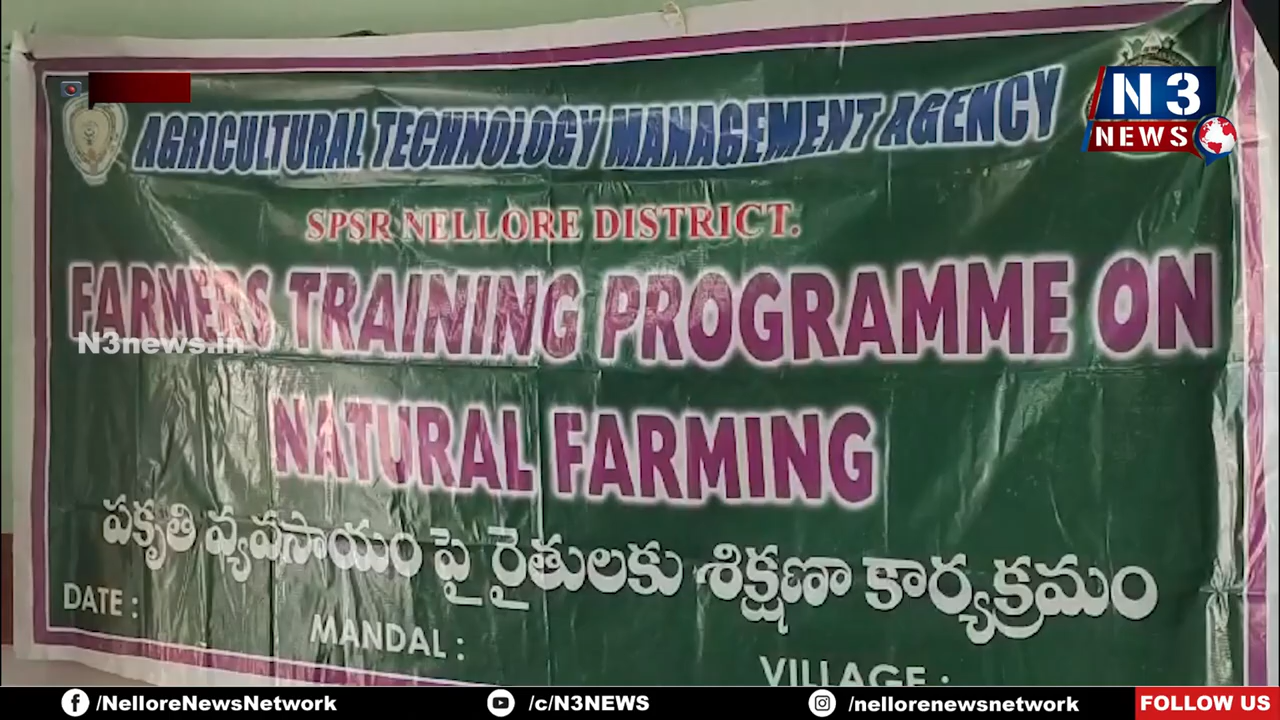 AGRICULTURAL TECHNOLOGY MANAGEMENT AGENCY
N3
NEWS
SPSR NELLORE DISTRICT.
FARMERS TRAINING PROGRAMME ON
N3news.in
NATURAL FARMING
పకృతి వ్యవసాయం పై రైతులకు శిక్షణా కార్యక్రమం
DATE :
MANDAL :
VILLAGE :
/NelloreNewsNetwork
/c/N3NEWS
/nellorenewsnetwork
FOLLOW US